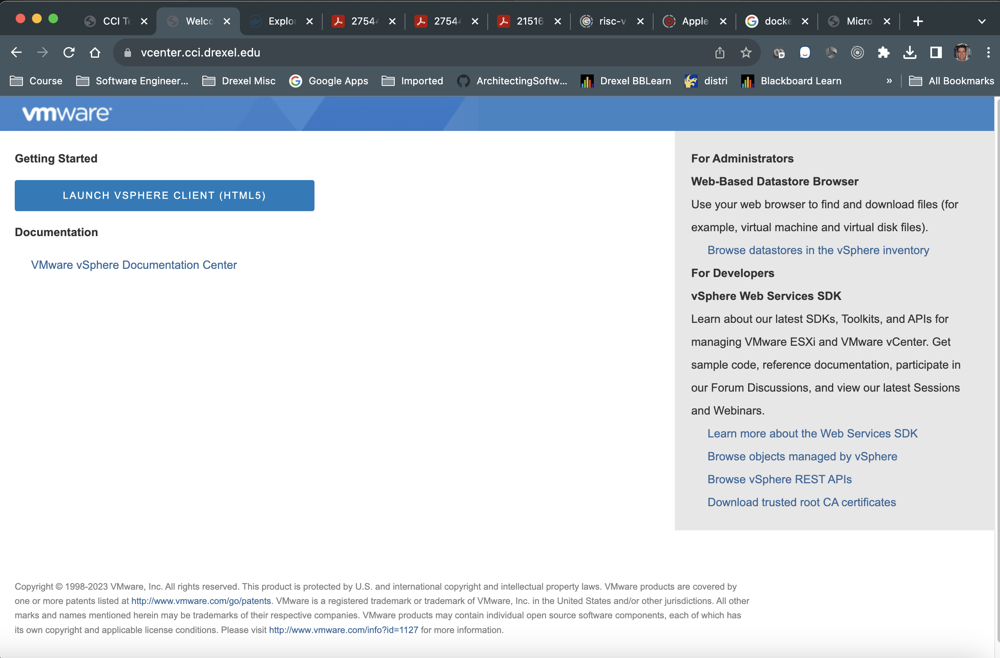 CCI Te
Welco
Explor
27544
27544
21516
risc-v
Apple
docke
Micro
vcenter.cci.drexel.edu
Course
Software Engineer...
Drexel Misc
Google Apps
Imported
ArchitectingSoftw...
Drexel BBLearn
distri
Blackboard Learn
»
All Bookmarks
vmware®
Getting Started
LAUNCH VSPHERE CLIENT (HTML5)
Documentation
VMware vSphere Documentation Center
For Administrators
Web-Based Datastore Browser
Use your web browser to find and download files (for
example, virtual machine and virtual disk files).
Browse datastores in the vSphere inventory
For Developers
vSphere Web Services SDK
Learn about our latest SDKs, Toolkits, and APIs for
managing VMware ESXi and VMware vCenter. Get
sample code, reference documentation, participate in
our Forum Discussions, and view our latest Sessions
and Webinars.
Learn more about the Web Services SDK
Browse objects managed by vSphere
Browse vSphere REST APIs
Download trusted root CA certificates
Copyright © 1998-2023 VMware, Inc. All rights reserved. This product is protected by U.S. and international copyright and intellectual property laws. VMware products are covered by
one or more patents listed at http://www.vmware.com/go/patents. VMware is a registered trademark or trademark of VMware, Inc. in the United States and/or other jurisdictions. All other
marks and names mentioned herein may be trademarks of their respective companies. VMware products may contain individual open source software components, each of which has
its own copyright and applicable license conditions. Please visit http://www.vmware.com/info?id=1127 for more information.